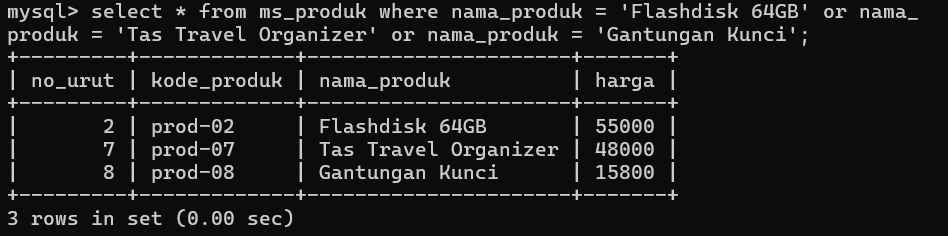 mysql> select * from ms_produk where nama_produk = 'Flashdisk 64GB' or nama_
produk = 'Tas Travel Organizer' or nama_produk = 'Gantungan Kunci';
+---------+-------------+----------------------+-------+
| no_urut | kode_produk | nama_produk          | harga |
+---------+-------------+----------------------+-------+
|       2 | prod-02     | Flashdisk 64GB       | 55000 |
|       7 | prod-07     | Tas Travel Organizer | 48000 |
|       8 | prod-08     | Gantungan Kunci      | 15800 |
+---------+-------------+----------------------+-------+
3 rows in set (0.00 sec)